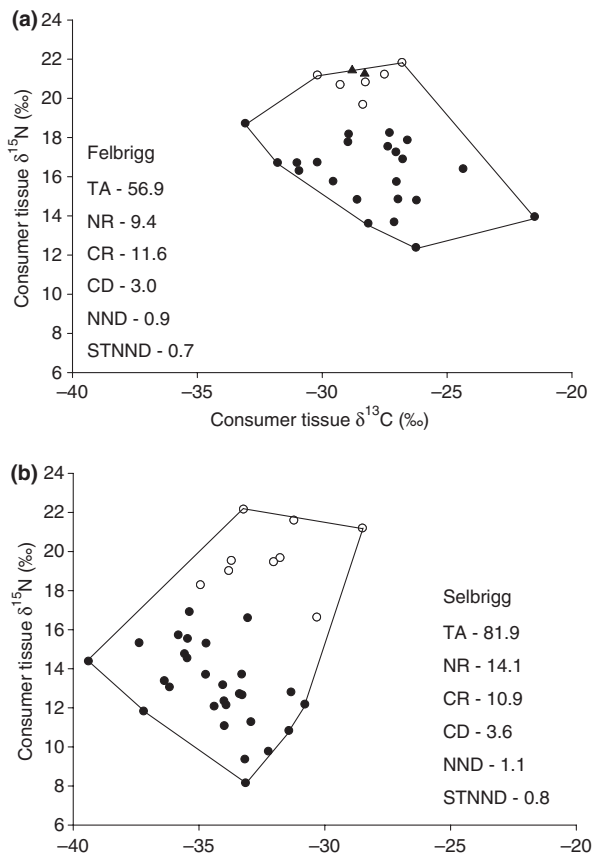 (a)
24
22
20
18
16
14
12
10
8
6
Consumer tissue δ15N (‰)
Felbrigg
TA - 56.9
NR - 9.4
CR - 11.6
CD - 3.0
NND - 0.9
STNND - 0.7
–40 –35 –30 –25 –20
Consumer tissue δ13C (‰)
(b)
24
22
20
18
16
14
12
10
8
6
Consumer tissue δ15N (‰)
Selbrigg
TA - 81.9
NR - 14.1
CR - 10.9
CD - 3.6
NND - 1.1
STNND - 0.8
–40 –35 –30 –25 –20